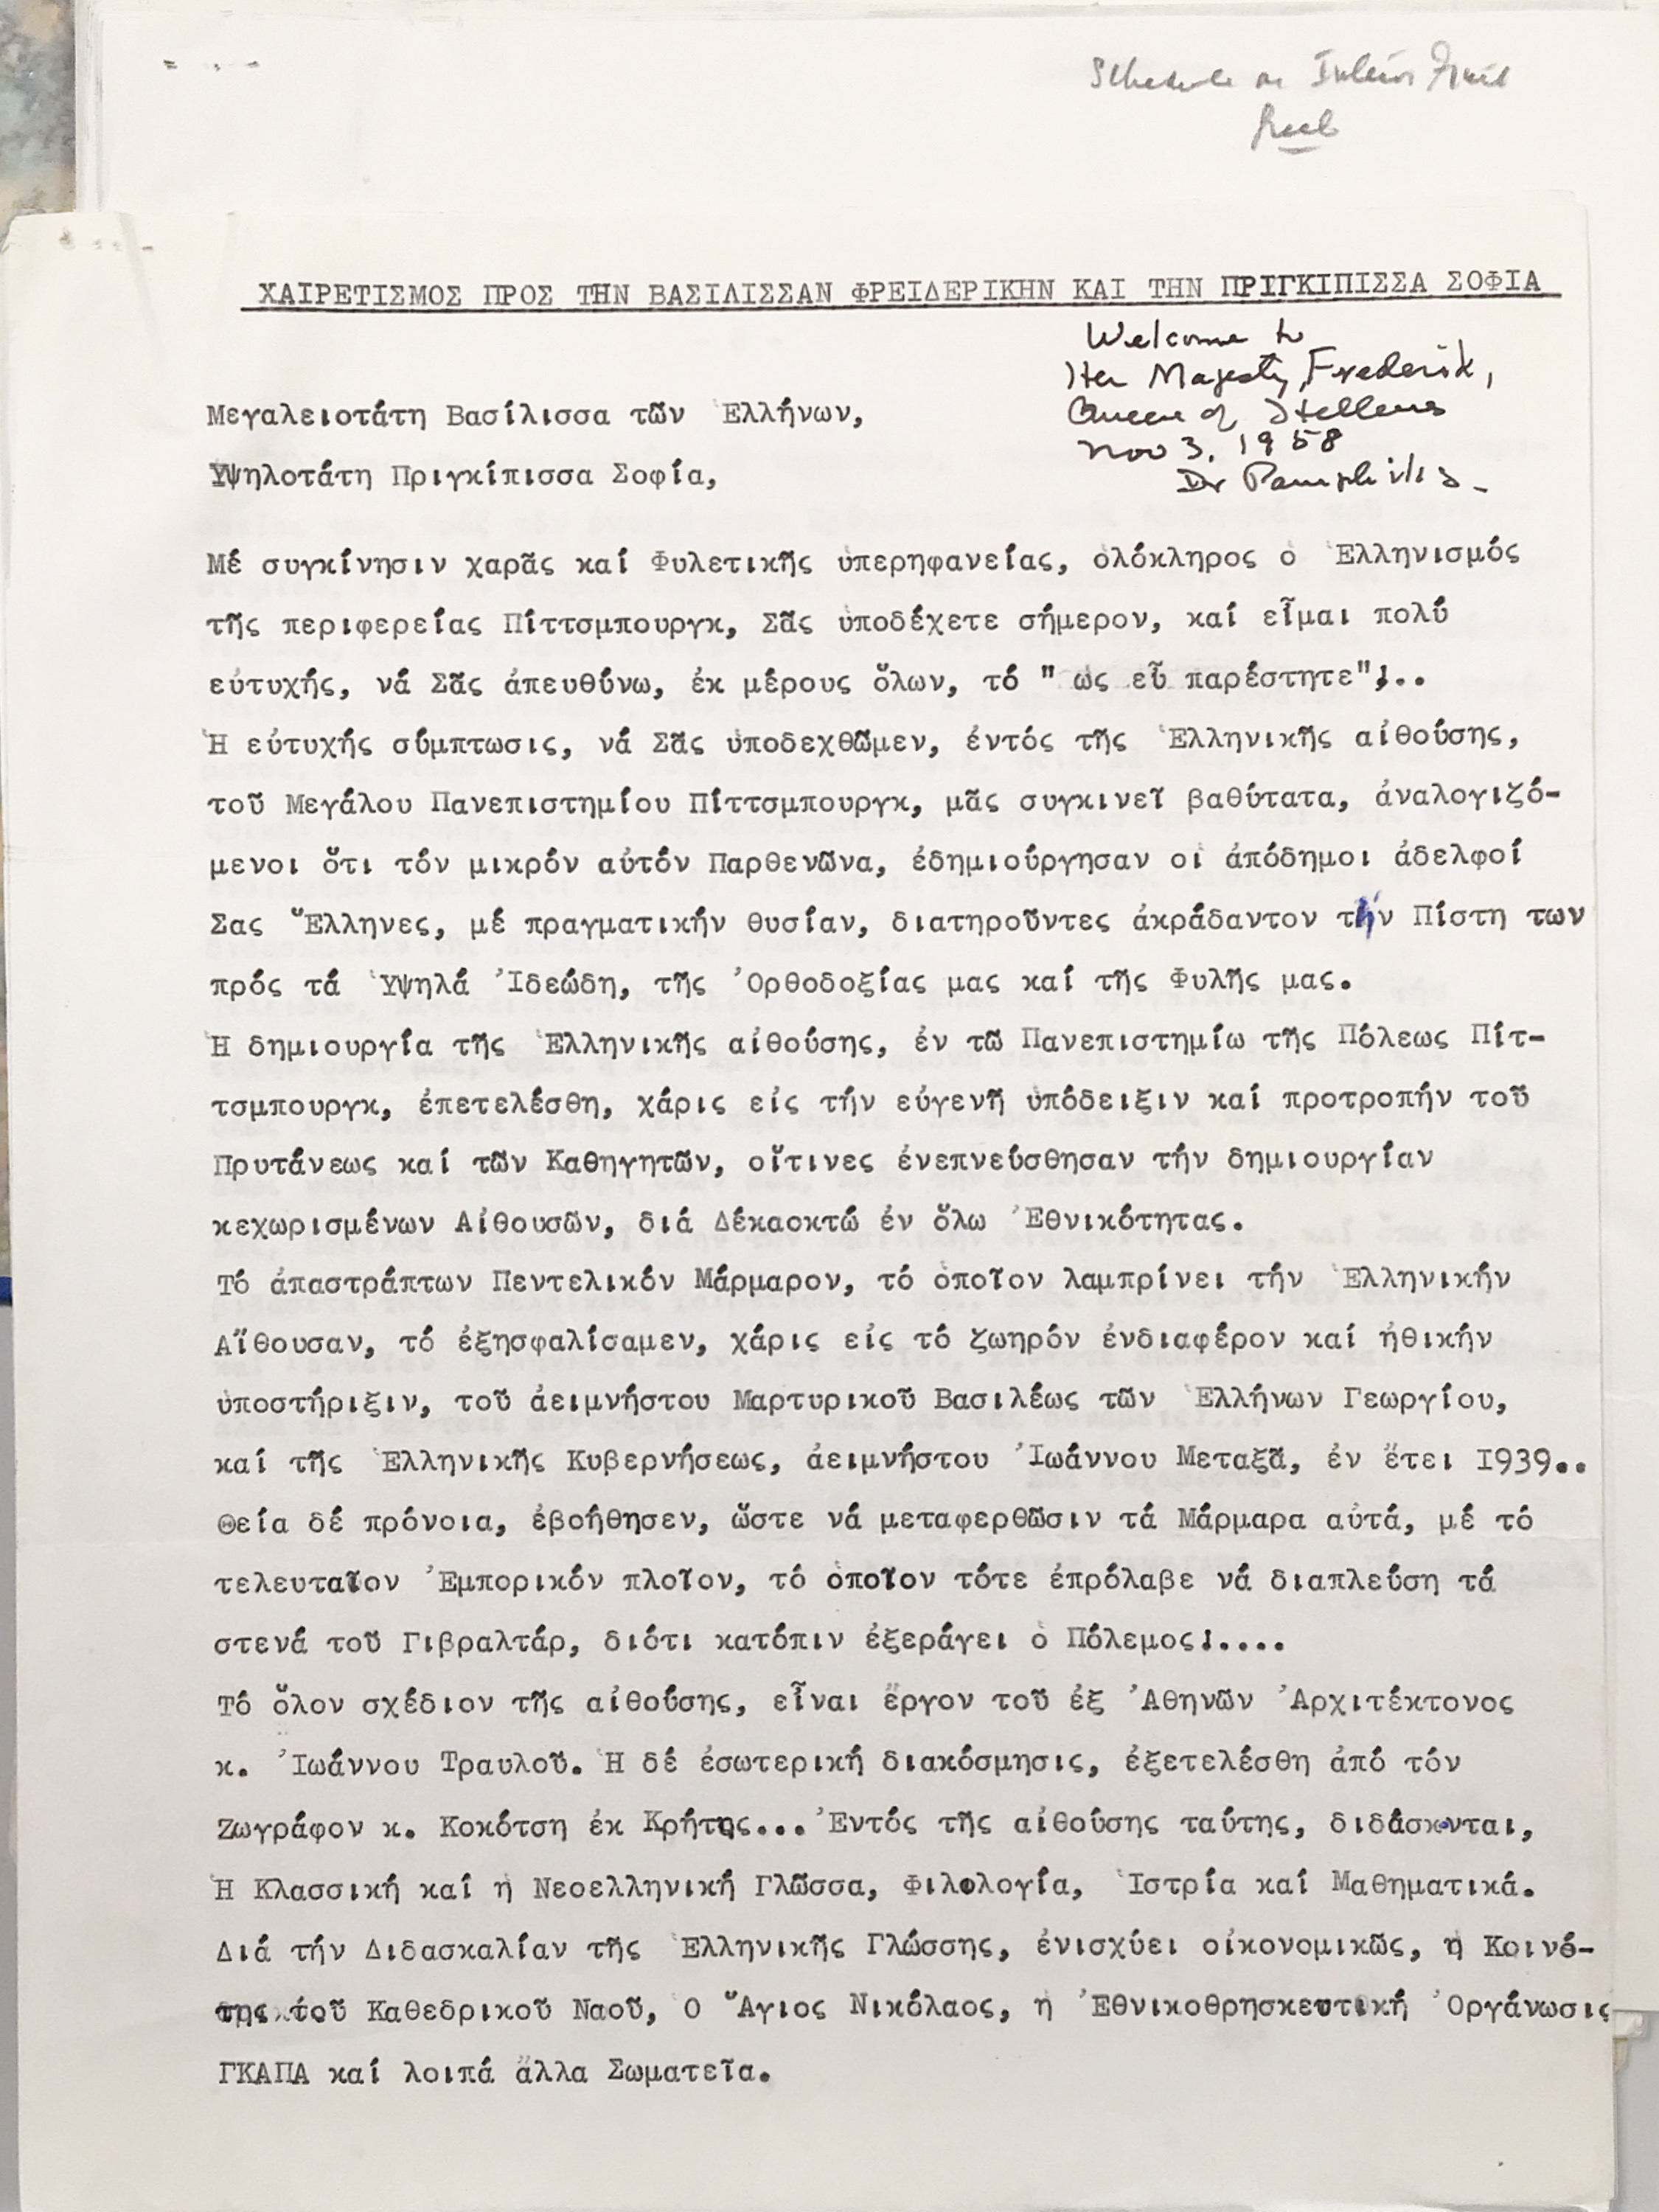 Schedule
ΧΑΙΡΕΤΙΣΜΟΣ ΠΡΟΣ ΤΗΝ ΒΑΣΙΛΙΣΣΑΝ ΦΡΕΙΔΕΡΙΚΗΝ ΚΑΙ ΤΗΝ ΠΡΙΓΚΙΠΙΣΣΑ ΣΟΦΙΑ
Welcome to
Her Majesty, Frederik,
Queen of Hellens
Nov 3, 1958
Dr
Μεγαλειοτάτη Βασίλισσα τῶν Ἑλλήνων,
Ὑψηλοτάτη Πριγκίπισσα Σοφία,
Μέ συγκίνησιν χαρᾶς καί Φυλετικῆς ὑπερηφανείας, ὁλόκληρος ὁ Ἑλληνισμός
τῆς περιφερείας Πίττσμπουργκ, Σᾶς ὑποδέχετε σήμερον, καί εἶμαι πολύ
εὐτυχής, νά Σᾶς ἀπευθύνω, ἐκ μέρους ὅλων, τό " ὡς εὖ παρέστητε"!..
Ἡ εὐτυχής σύμπτωσις, νά Σᾶς ὑποδεχθῶμεν, ἐντός τῆς Ἑλληνικῆς αἰθούσης,
τοῦ Μεγάλου Πανεπιστημίου Πίττσμπουργκ, μᾶς συγκινεῖ βαθύτατα, ἀναλογιζό-
μενοι ὅτι τόν μικρόν αὐτόν Παρθενῶνα, ἐδημιούργησαν οἱ ἀπόδημοι ἀδελφοί
Σας Ἕλληνες, μέ πραγματικήν θυσίαν, διατηροῦντες ἀκράδαντον τήν Πίστη των
πρός τά Ὑψηλά Ἰδεώδη, τῆς Ὀρθοδοξίας μας καί τῆς Φυλῆς μας.
Ἡ δημιουργία τῆς Ἑλληνικῆς αἰθούσης, ἐν τῶ Πανεπιστημίω τῆς Πόλεως Πίτ-
τσμπουργκ, ἐπετελέσθη, χάρις εἰς τήν εὐγενῆ ὑπόδειξιν καί προτροπήν τοῦ
Πρυτάνεως καί τῶν Καθηγητῶν, οἵτινες ἐνεπνεύσθησαν τήν δημιουργίαν
κεχωρισμένων Αἰθουσῶν, διά Δέκαοκτώ ἐν ὅλω Ἐθνικότητας.
Τό ἀπαστράπτων Πεντελικόν Μάρμαρον, τό ὁποῖον λαμπρίνει τήν Ἑλληνικήν
Αἴθουσαν, τό ἐξησφαλίσαμεν, χάρις εἰς τό ζωηρόν ἐνδιαφέρον καί ἠθικήν
ὑποστήριξιν, τοῦ ἀειμνήστου Μαρτυρικοῦ Βασιλέως τῶν Ἑλλήνων Γεωργίου,
καί τῆς Ἑλληνικῆς Κυβερνήσεως, ἀειμνήστου Ἰωάννου Μεταξᾶ, ἐν ἔτει 1939..
Θεία δέ πρόνοια, ἐβοήθησεν, ὥστε νά μεταφερθῶσιν τά Μάρμαρα αὐτά, μέ τό
τελευταῖον Ἐμπορικόν πλοῖον, τό ὁποῖον τότε ἐπρόλαβε νά διαπλεύση τά
στενά τοῦ Γιβραλτάρ, διότι κατόπιν ἐξεράγει ὁ Πόλεμος!....
Τό ὅλον σχέδιον τῆς αἰθούσης, εἶναι ἔργον τοῦ ἐξ Ἀθηνῶν Ἀρχιτέκτονος
κ. Ἰωάννου Τραυλοῦ. Ἡ δέ ἐσωτερική διακόσμησις, ἐξετελέσθη ἀπό τόν
Ζωγράφον κ. Κοκότση ἐκ Κρήτης... Ἐντός τῆς αἰθούσης ταύτης, διδάσκονται,
Ἡ Κλασσική καί ἡ Νεοελληνική Γλῶσσα, Φιλολογία, Ἱστρία καί Μαθηματικά.
Διά τήν Διδασκαλίαν τῆς Ἑλληνικῆς Γλώσσης, ἐνισχύει οἰκονομικῶς, ἡ Κοινό-
της τοῦ Καθεδρικοῦ Ναοῦ, Ὁ Ἅγιος Νικόλαος, ἡ Ἐθνικοθρησκευτική Ὀργάνωσις
ΓΚΑΠΑ καί λοιπά ἄλλα Σωματεῖα.